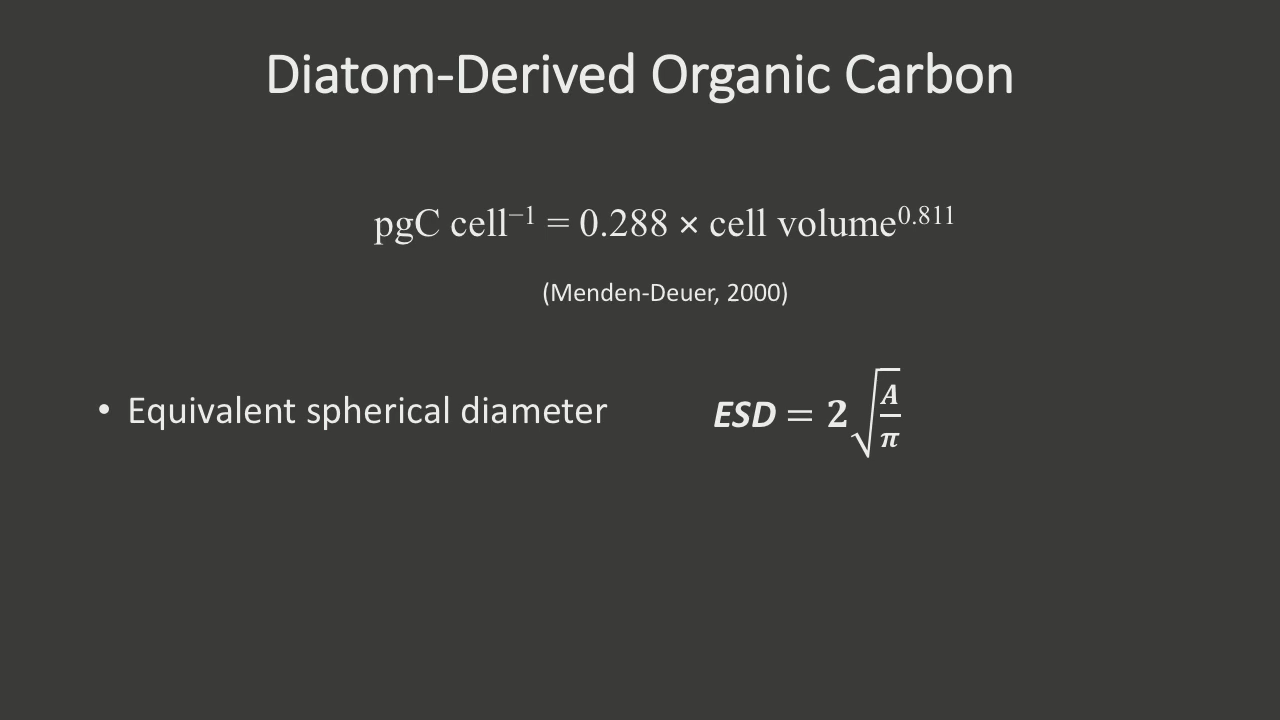 Diatom-Derived Organic Carbon
pgC cell⁻¹ = 0.288 × cell volume⁰·⁸¹¹
(Menden-Deuer, 2000)
• Equivalent spherical diameter ESD = 2√(A/π)